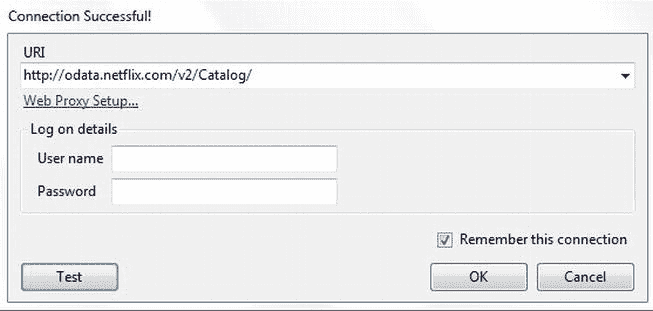 Connection Successful!
URI
http://odata.netflix.com/v2/Catalog/
Web Proxy Setup...
Log on details
User name
Password
Remember this connection
Test OK Cancel